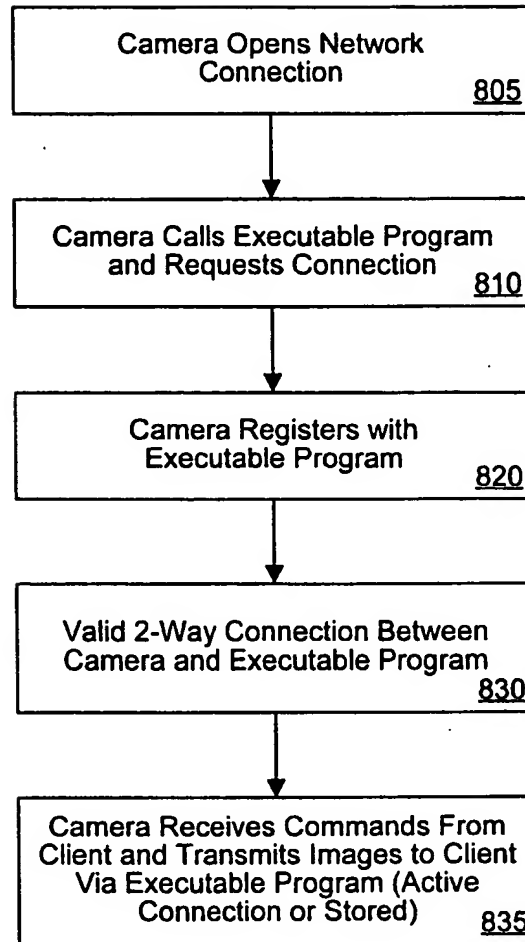 Camera Opens Network
Connection
805
Camera Calls Executable Program
and Requests Connection
810
Camera Registers with
Executable Program
820
Valid 2-Way Connection Between
Camera and Executable Program
830
Camera Receives Commands From
Client and Transmits Images to Client
Via Executable Program (Active
Connection or Stored)
835